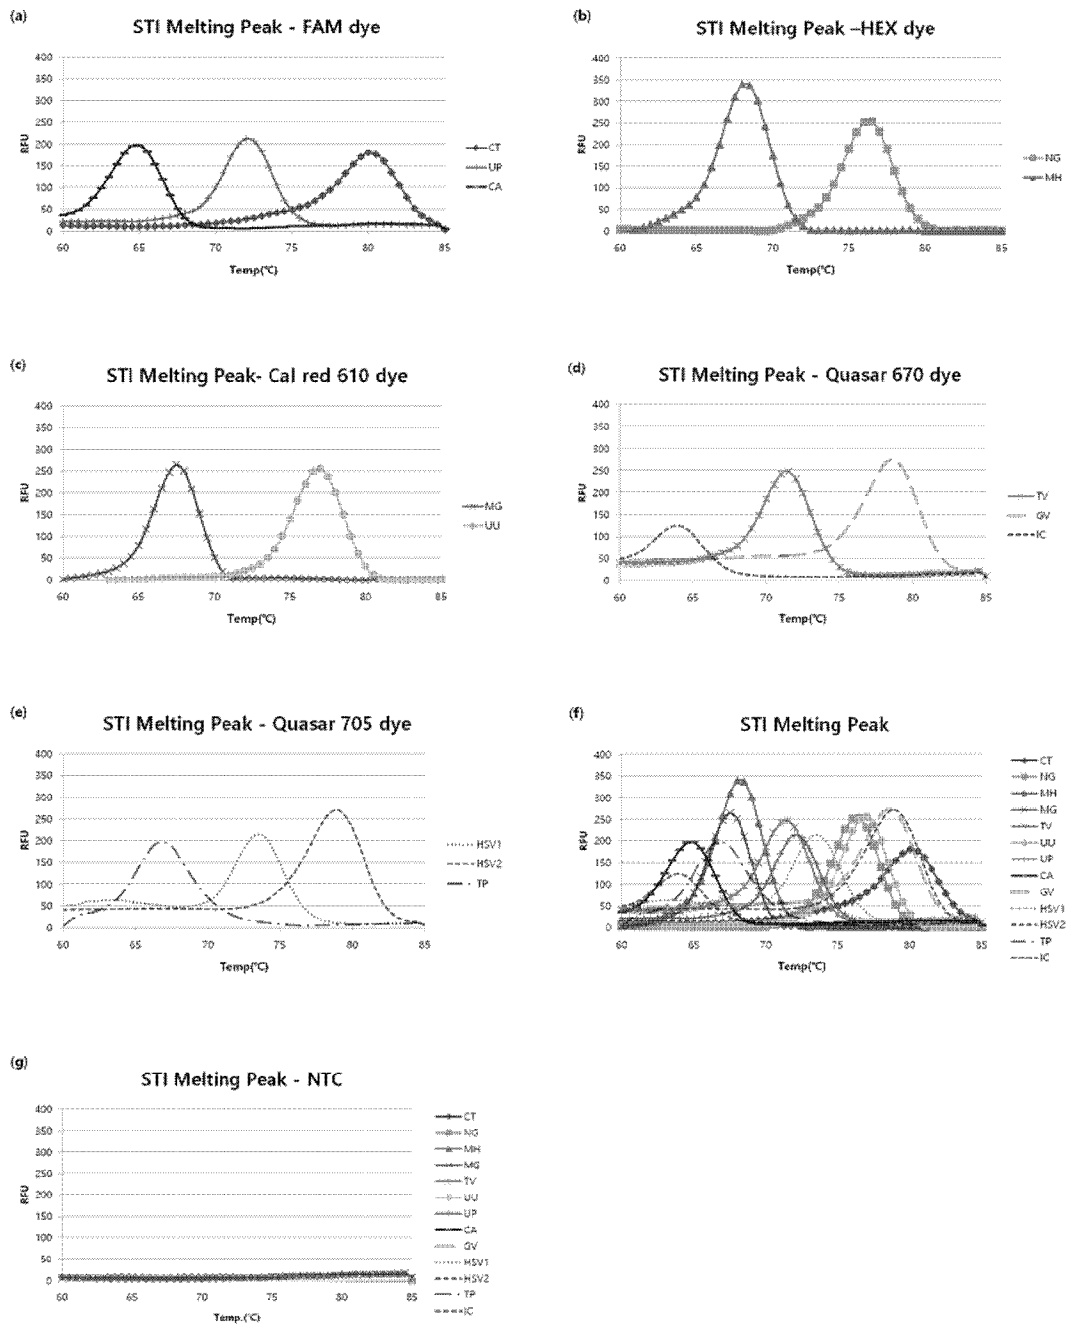 (a)
STI Melting Peak - FAM dye
400
350
300
250
200
150
100
50
0
RFU
60 65 70 75 80 85
Temp(℃)
CT
UP
CA
(b)
STI Melting Peak –HEX dye
400
350
300
250
200
150
100
50
0
RFU
60 65 70 75 80 85
Temp(℃)
NG
MH
(c)
STI Melting Peak- Cal red 610 dye
400
350
300
250
200
150
100
50
0
RFU
60 65 70 75 80 85
Temp(℃)
MG
UU
(d)
STI Melting Peak - Quasar 670 dye
400
350
300
250
200
150
100
50
0
RFU
60 65 70 75 80 85
Temp(℃)
TV
GV
IC
(e)
STI Melting Peak - Quasar 705 dye
400
350
300
250
200
150
100
50
0
RFU
60 65 70 75 80 85
Temp(℃)
HSV1
HSV2
TP
(f)
STI Melting Peak
400
350
300
250
200
150
100
50
0
RFU
60 65 70 75 80 85
Temp(℃)
CT
NG
MH
MG
TV
UU
UP
CA
GV
HSV1
HSV2
TP
IC
(g)
STI Melting Peak - NTC
400
350
300
250
200
150
100
50
0
RFU
60 65 70 75 80 85
Temp.(℃)
CT
NG
MH
MG
TV
UU
UP
CA
GV
HSV1
HSV2
TP
IC